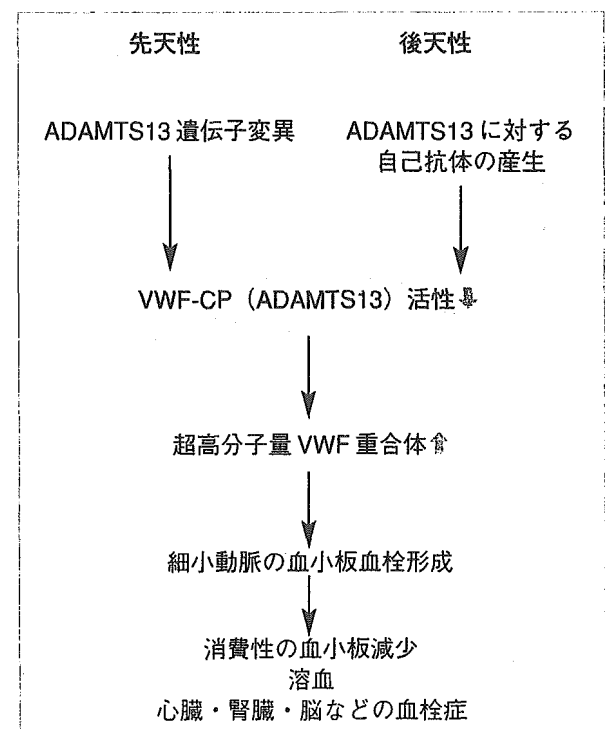 先天性
後天性
ADAMTS13 遺伝子変異
ADAMTS13 に対する
自己抗体の産生
VWF-CP（ADAMTS13）活性⇩
超高分子量 VWF 重合体⇧
細小動脈の血小板血栓形成
消費性の血小板減少
溶血
心臓・腎臓・脳などの血栓症